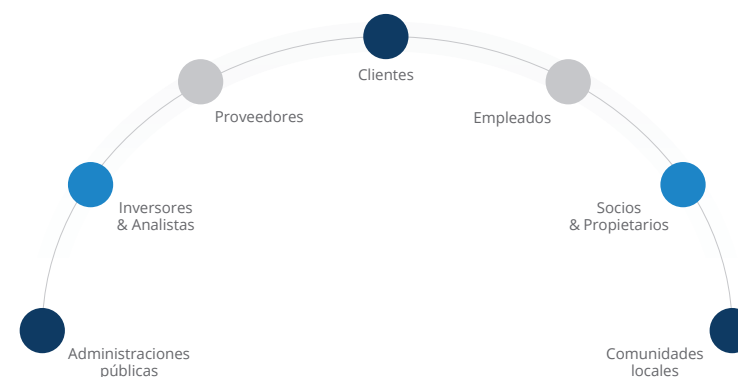 Clientes
Proveedores
Empleados
Inversores
& Analistas
Socios
& Propietarios
Administraciones
públicas
Comunidades
locales